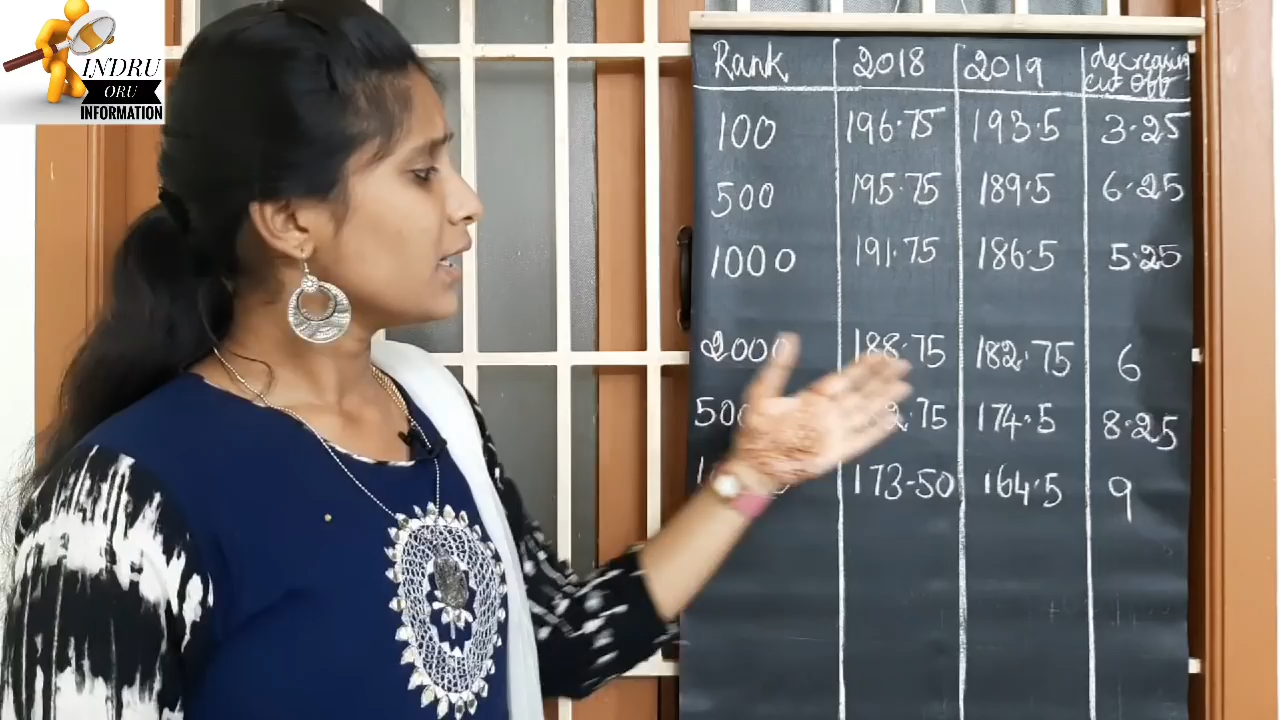 INDRU
ORU
INFORMATION
Rank 2018 2019 decreasing cut off
100 196.75 193.5 3.25
500 195.75 189.5 6.25
1000 191.75 186.5 5.25
2000 188.75 182.75 6
.75 174.5 8.25
173.50 164.5 9